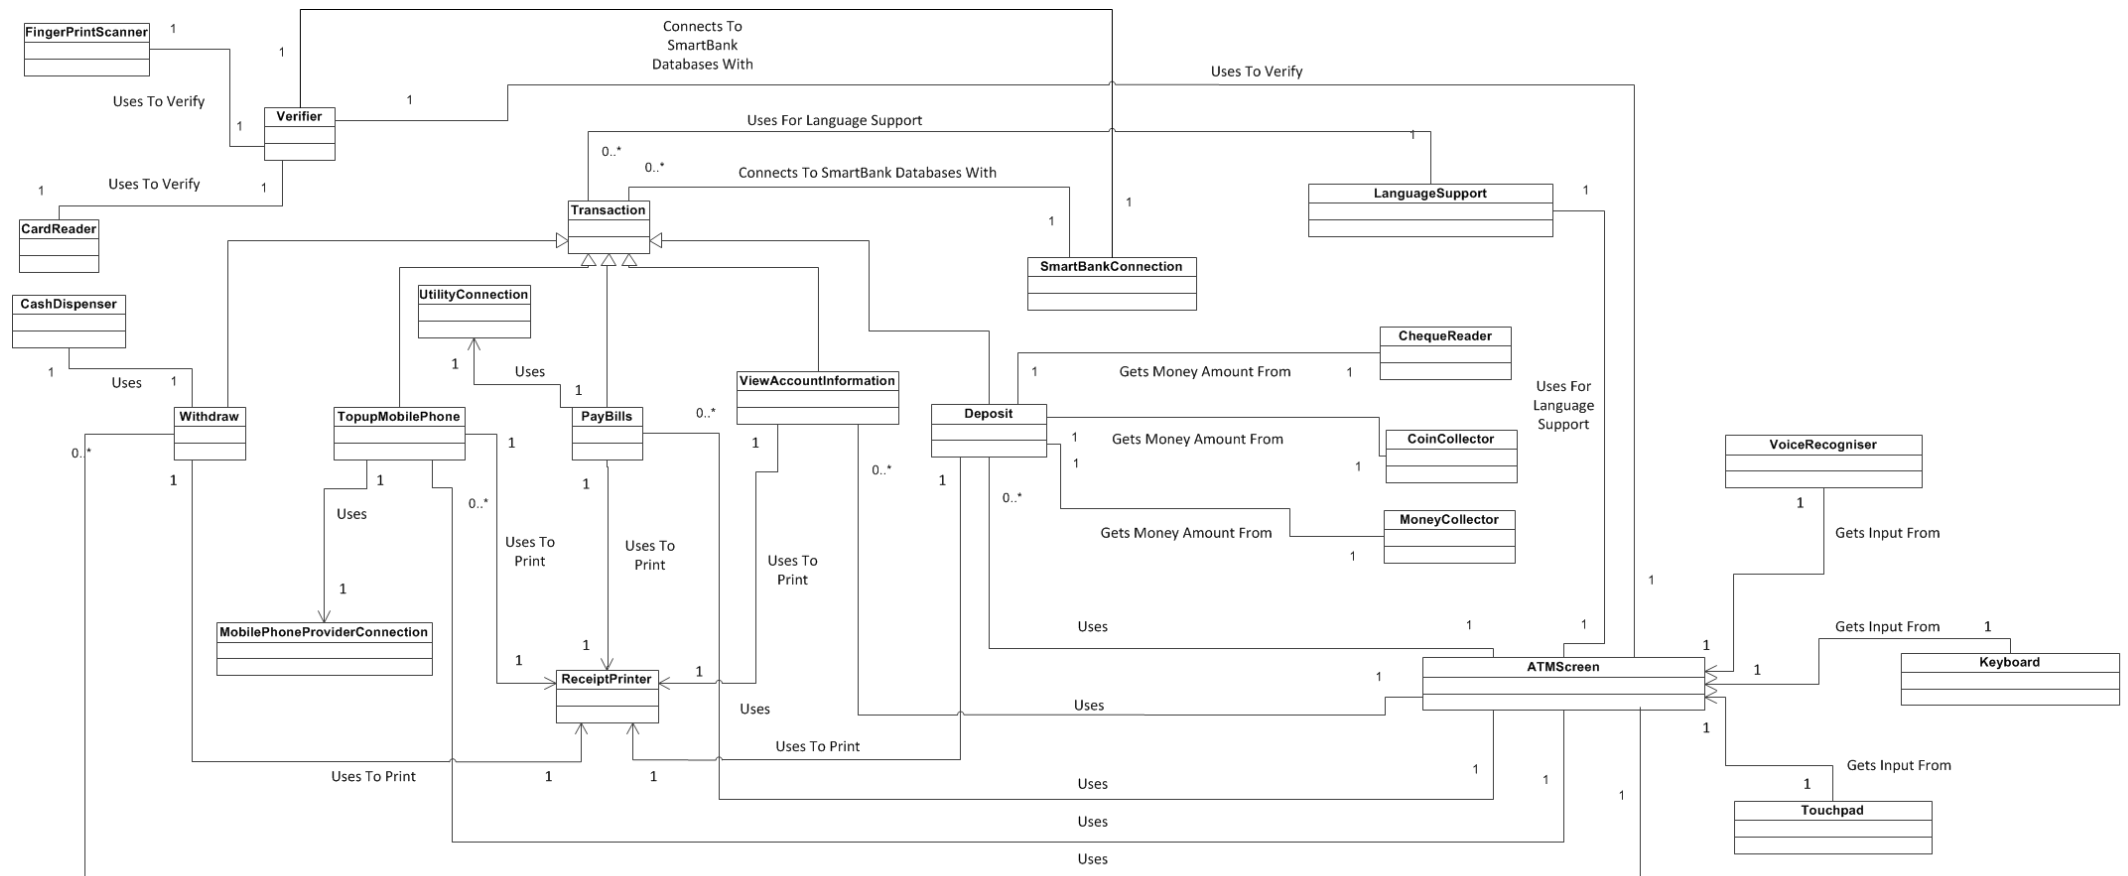 1
Connects To
SmartBank
Databases With
FingerPrintScanner
1
Uses To Verify
Uses To Verify
1
Verifier
1
Uses For Language Support
1
0..*
0..*
Connects To SmartBank Databases With
Uses To Verify
1
1
1
LanguageSupport
1
1
Transaction
1
CardReader
SmartBankConnection
UtilityConnection
CashDispenser
ChequeReader
1
Uses
1
1
Uses
1
ViewAccountInformation
1
Gets Money Amount From
1
Uses For
Language
Support
Withdraw
TopupMobilePhone
PayBills
0..*
Deposit
0..*
1
1
0..*
1
1
Gets Money Amount From
CoinCollector
1
VoiceRecogniser
1
1
1
0..*
1
0..*
1
Uses
MoneyCollector
Gets Money Amount From
1
Gets Input From
Uses To
Print
Uses To
Print
Uses To
Print
1
1
MobilePhoneProviderConnection
Uses
1
1
Gets Input From
1
1
1
1
1
1
ReceiptPrinter
ATMScreen
Keyboard
1
Uses
Uses
1
Uses To Print
Uses To Print
1
1
Uses
1
1
1
Gets Input From
1
Touchpad
Uses
Uses